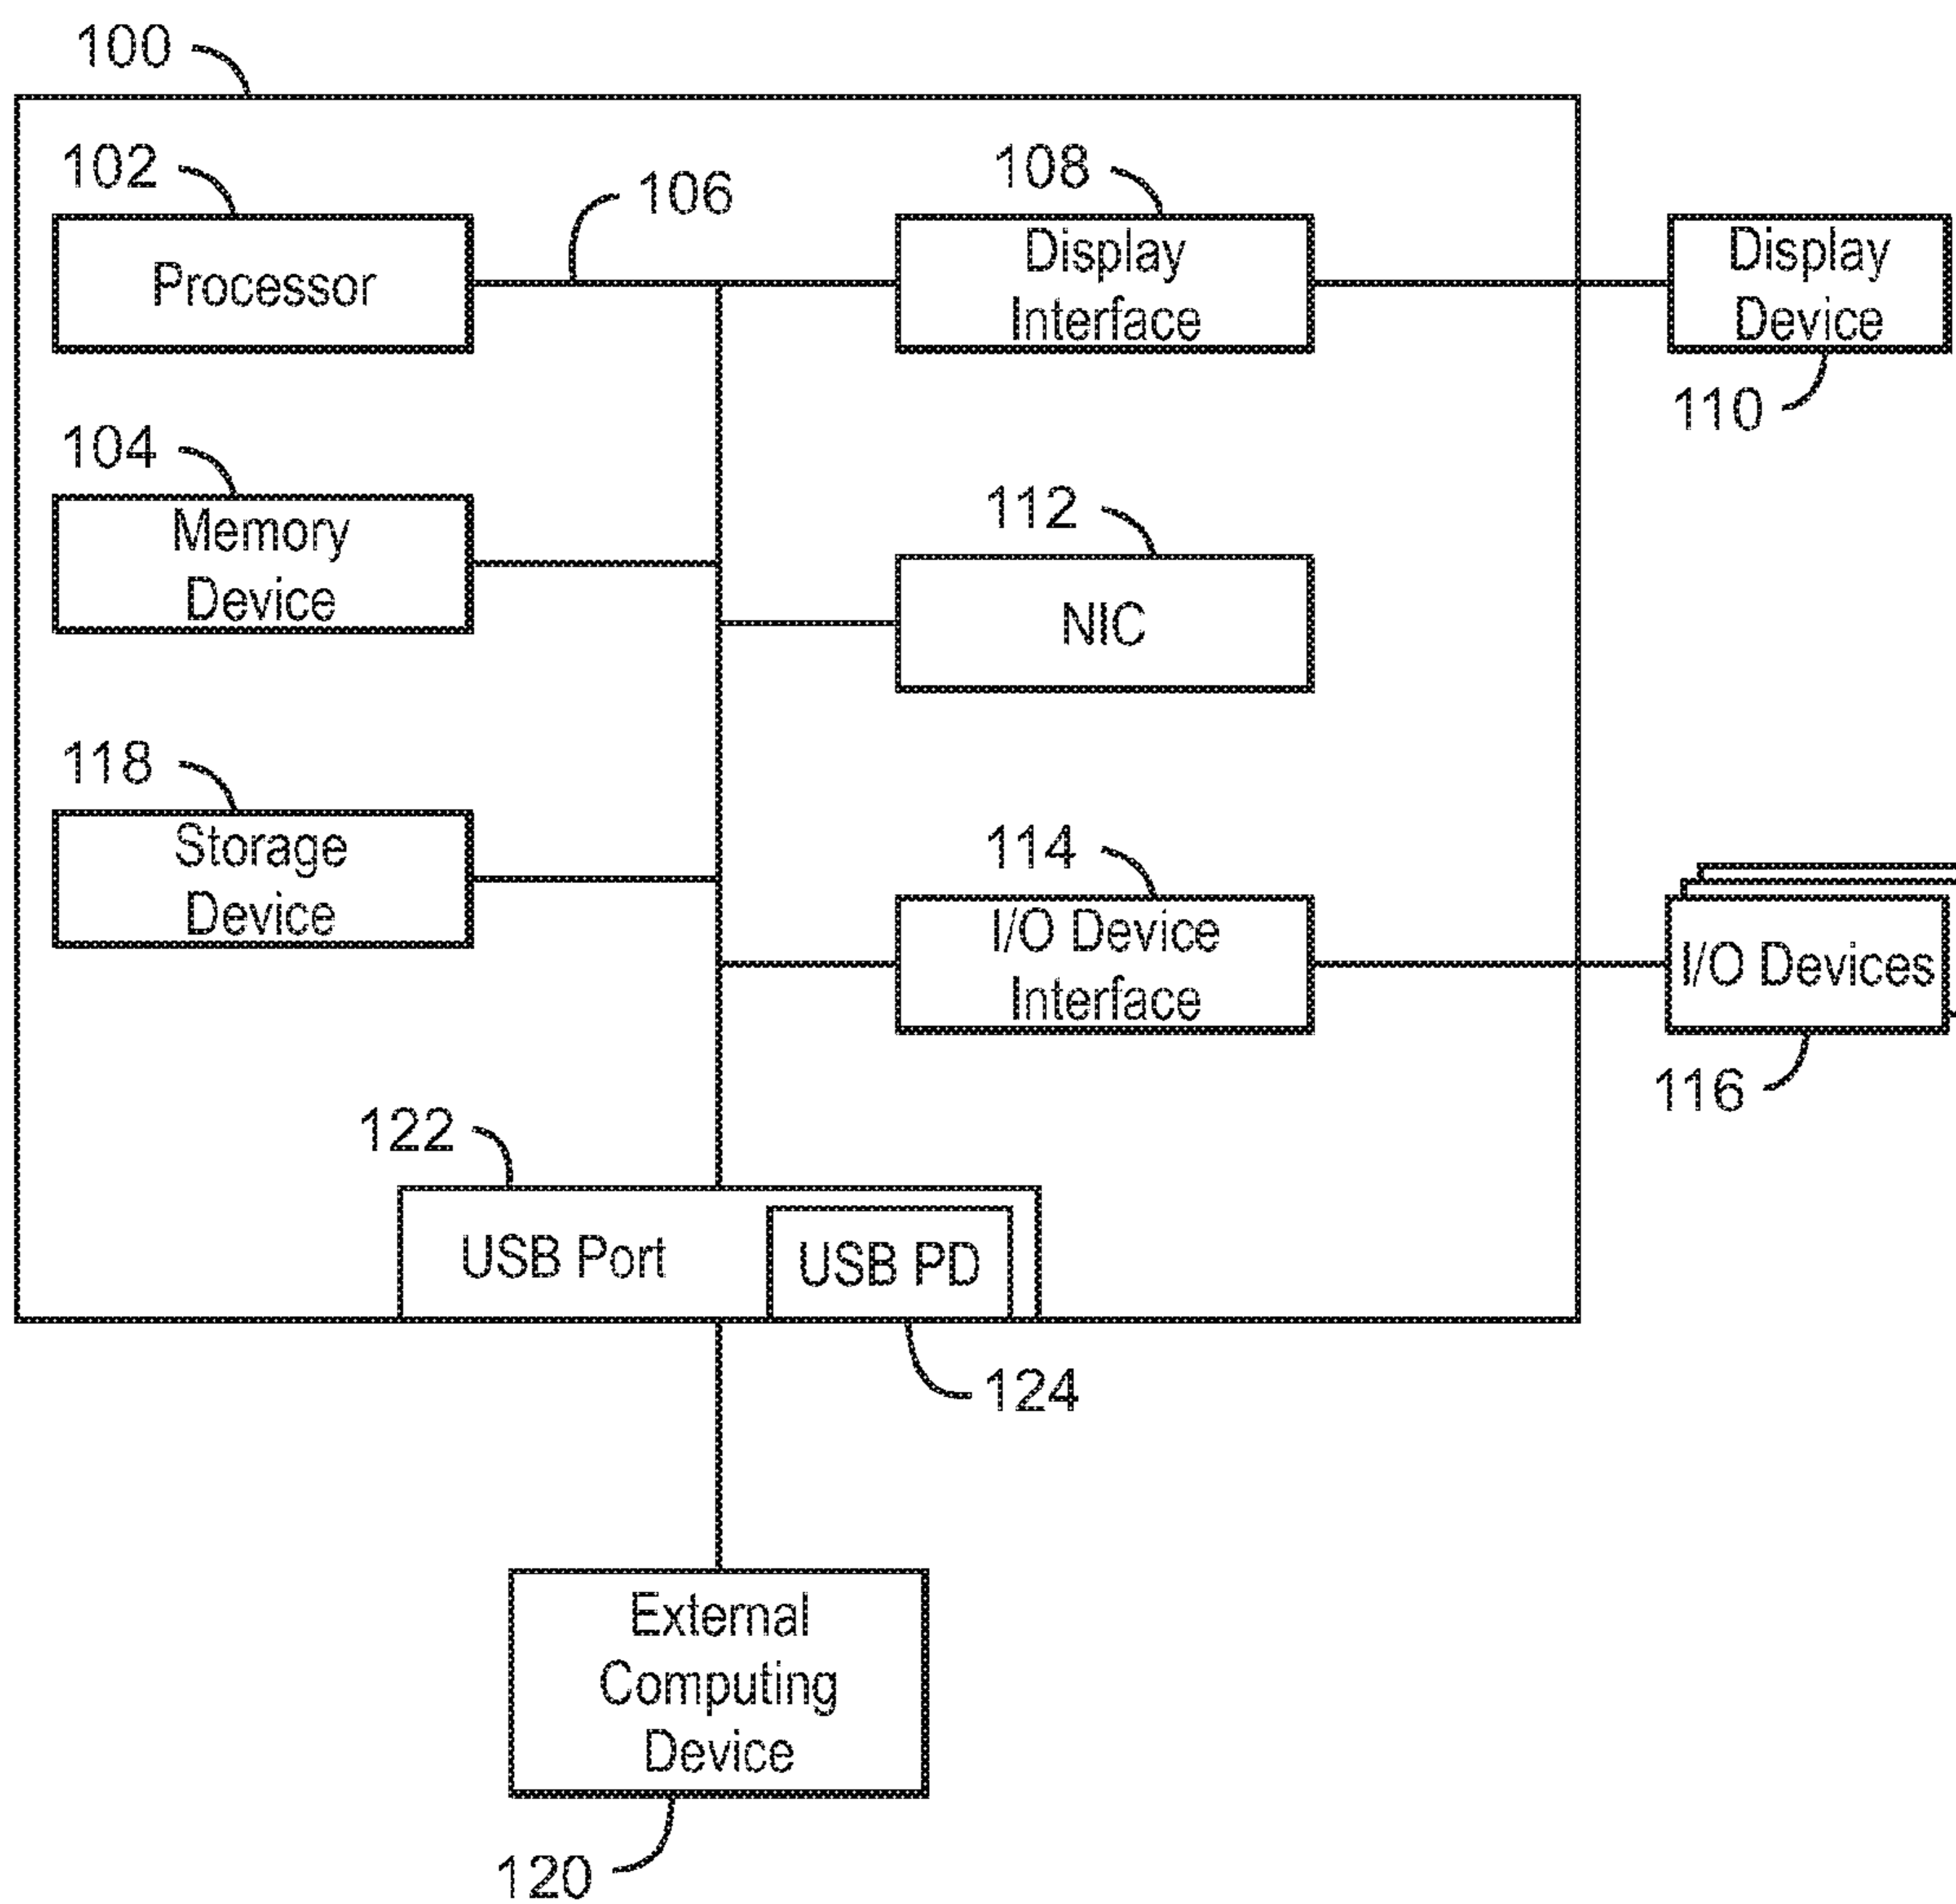 100
102
106
108
Processor
Display
Interface
Display
Device
110
104
112
Memory
Device
NIC
118
114
Storage
Device
I/O Device
Interface
I/O Devices
116
122
USB Port
USB PD
124
External
Computing
Device
120